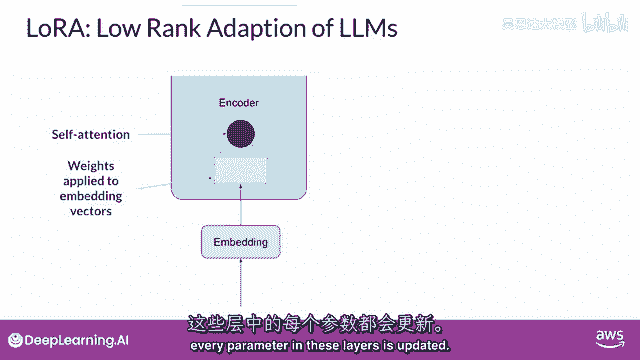 LoRA: Low Rank Adaption of LLMs
Encoder
Self-attention
Weights
applied to
embedding
vectors
Embedding
这些层中的每个参数都会更新。
every parameter in these layers is updated.
DeepLearning.AI
aws